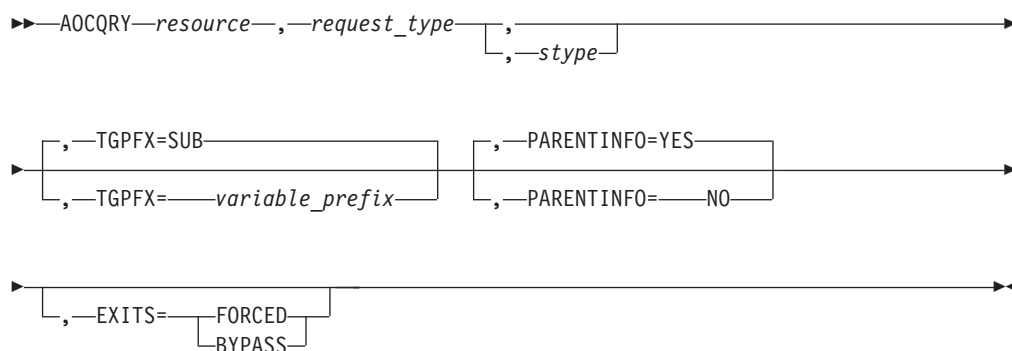 AOCQRY resource , request_type ,
, stype
, TGPFX=SUB , PARENTINFO=YES
, TGPFX= variable_prefix , PARENTINFO= NO
, EXITS= FORCED
BYPASS